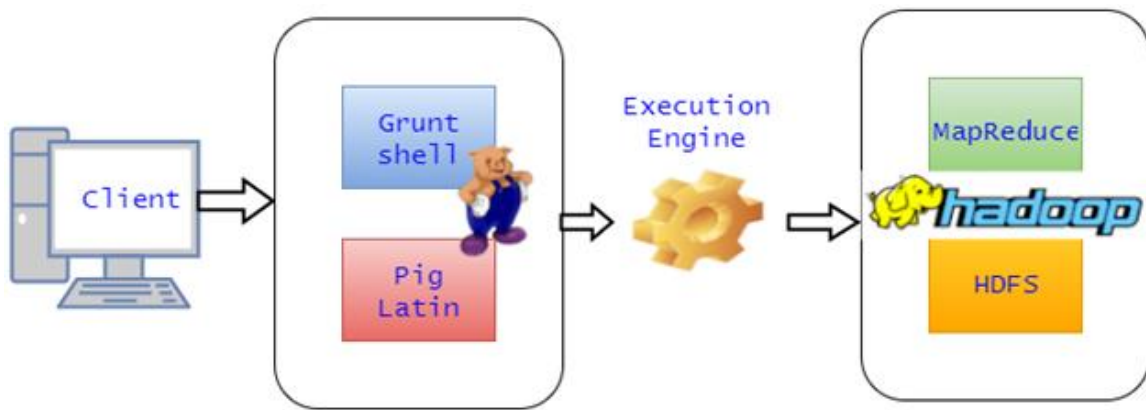 Client
Grunt
shell
Pig
Latin
Execution
Engine
MapReduce
hadoop
HDFS